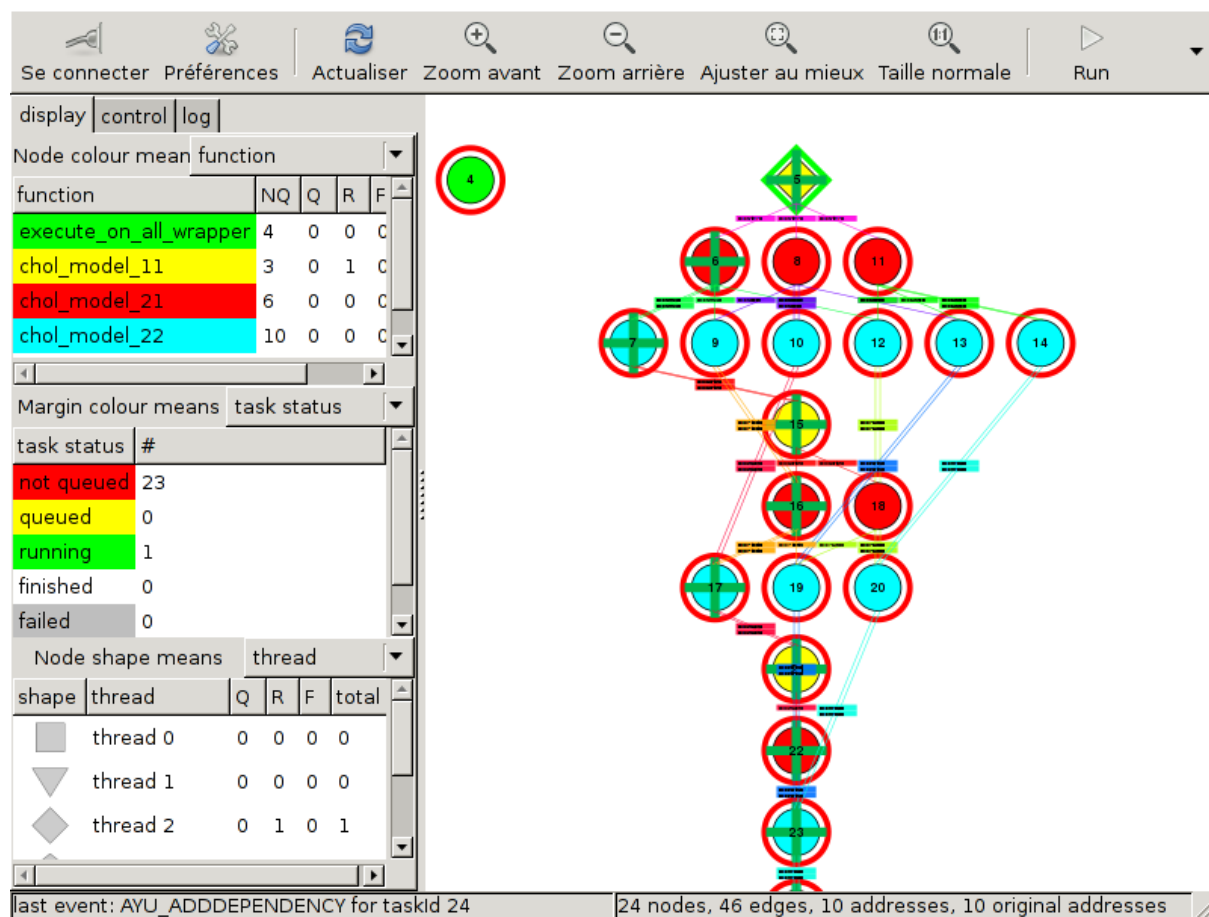 Se connecter Préférences Actualiser Zoom avant Zoom arrière Ajuster au mieux Taille normale Run
display control log
Node colour mean function
function NQ Q R F
execute_on_all_wrapper 4 0 0
chol_model_11 3 0 1
chol_model_21 6 0 0
chol_model_22 10 0 0
Margin colour means task status
task status #
not queued 23
queued 0
running 1
finished 0
failed 0
Node shape means thread
shape thread Q R F total
thread 0 0 0 0 0
thread 1 0 0 0 0
thread 2 0 1 0 1
4 5
6 8 11
7 9 10 12 13 14
15
16 18
17 19 20
22
23
last event: AYU_ADDDEPENDENCY for taskId 24
24 nodes, 46 edges, 10 addresses, 10 original addresses